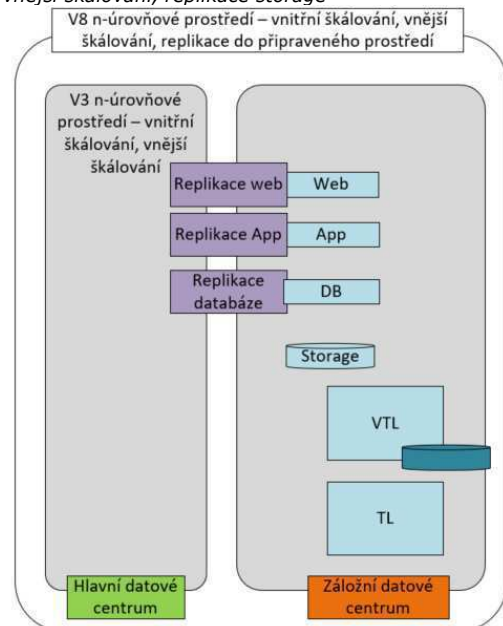 vnější škálování, replikace Storage
V8 n-úrovňové prostředí – vnitřní škálování, vnější
škálování, replikace do připraveného prostředí
V3 n-úrovňové
prostředí – vnitřní
škálování, vnější
škálování
Replikace web
Web
Replikace App
App
Replikace
databáze
DB
Storage
VTL
TL
Hlavní datové
centrum
Záložní datové
centrum